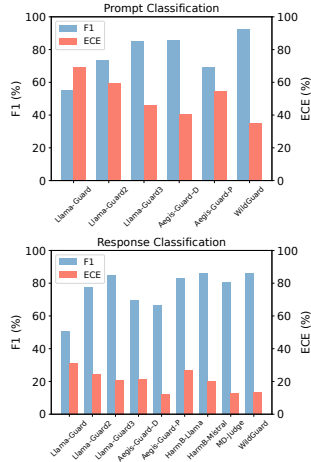 Prompt Classification
F1
ECE
100
80
60
40
20
0
F1 (%)
100
80
60
40
20
0
ECE (%)
Llama-Guard
Llama-Guard2
Llama-Guard3
Aegis-Guard-D
Aegis-Guard-P
WildGuard
Response Classification
F1
ECE
100
80
60
40
20
0
F1 (%)
100
80
60
40
20
0
ECE (%)
Llama-Guard
Llama-Guard2
Llama-Guard3
Aegis-Guard-D
Aegis-Guard-P
HarmB-Llama
HarmB-Mistral
MD-Judge
WildGuard